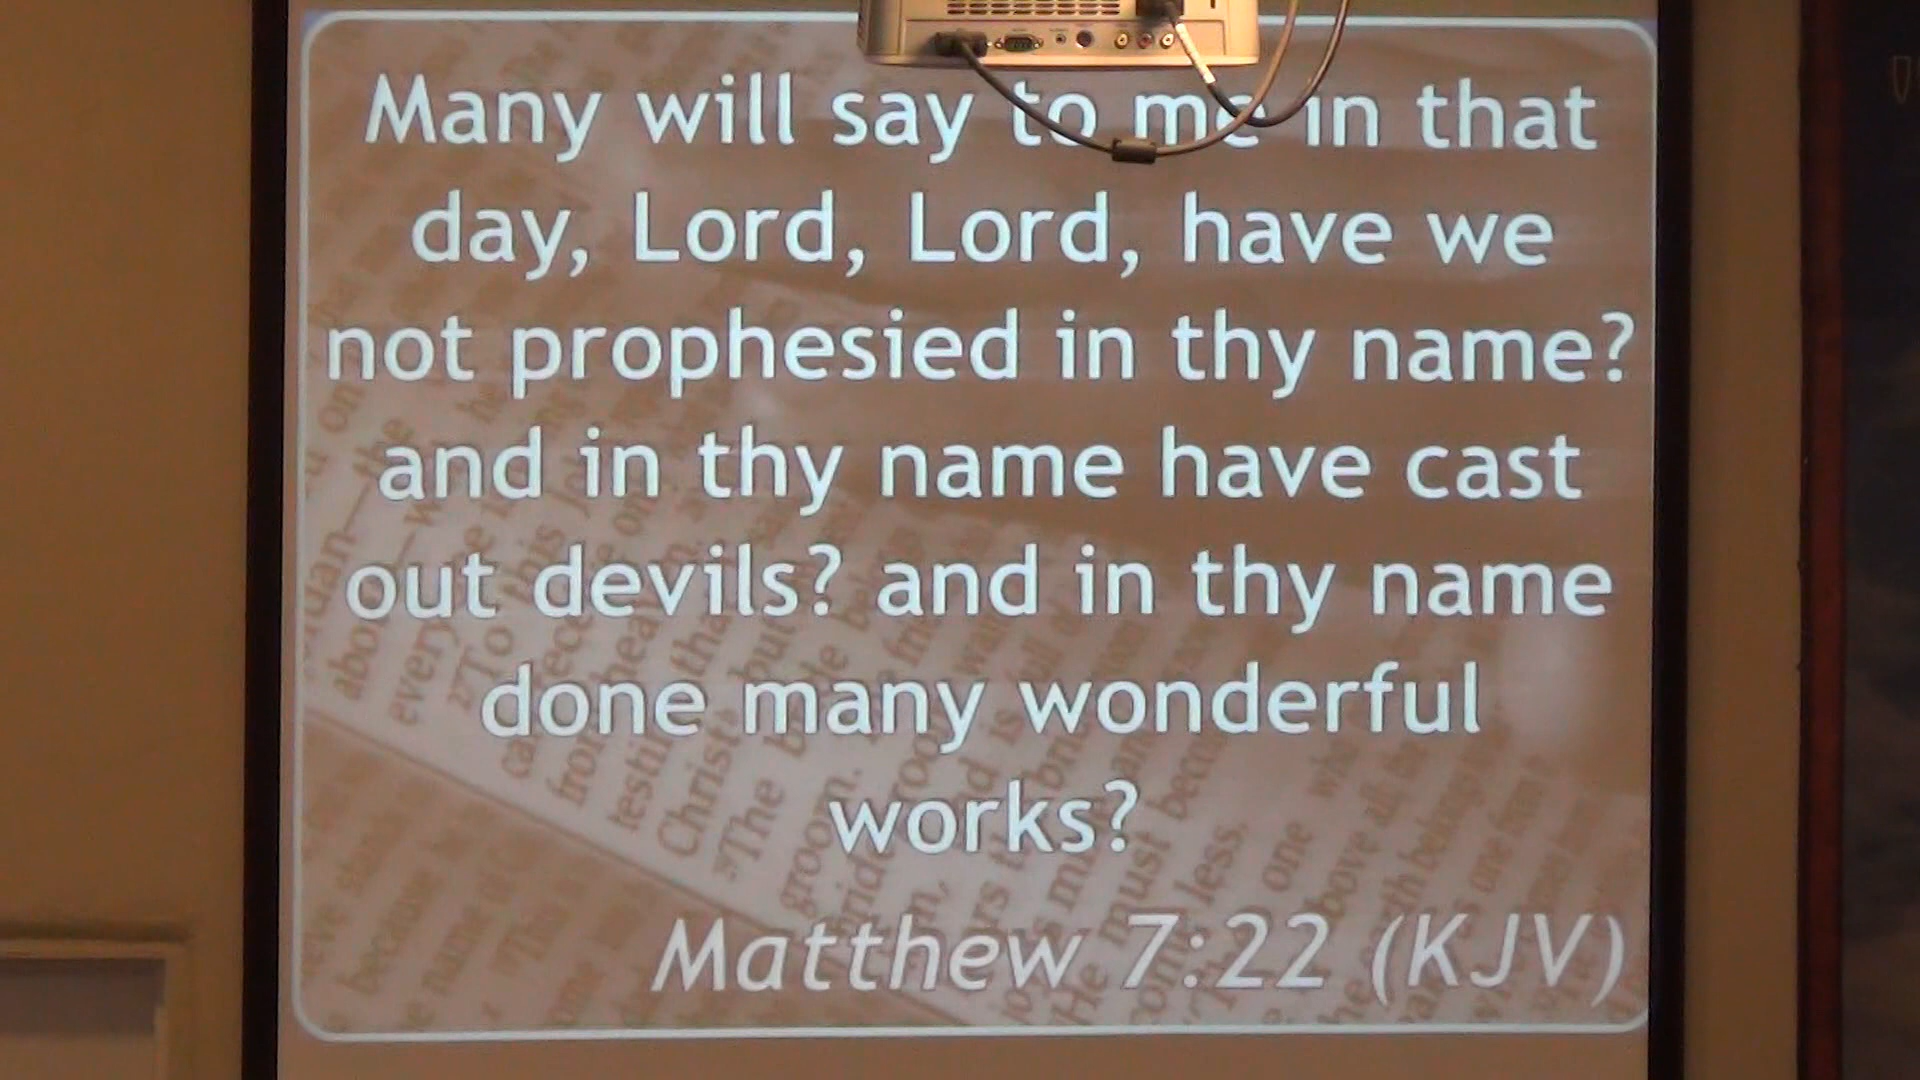 Many will say to me in that
day, Lord, Lord, have we
not prophesied in thy name?
and in thy name have cast
out devils? and in thy name
done many wonderful
works?
Matthew 7:22 (KJV)